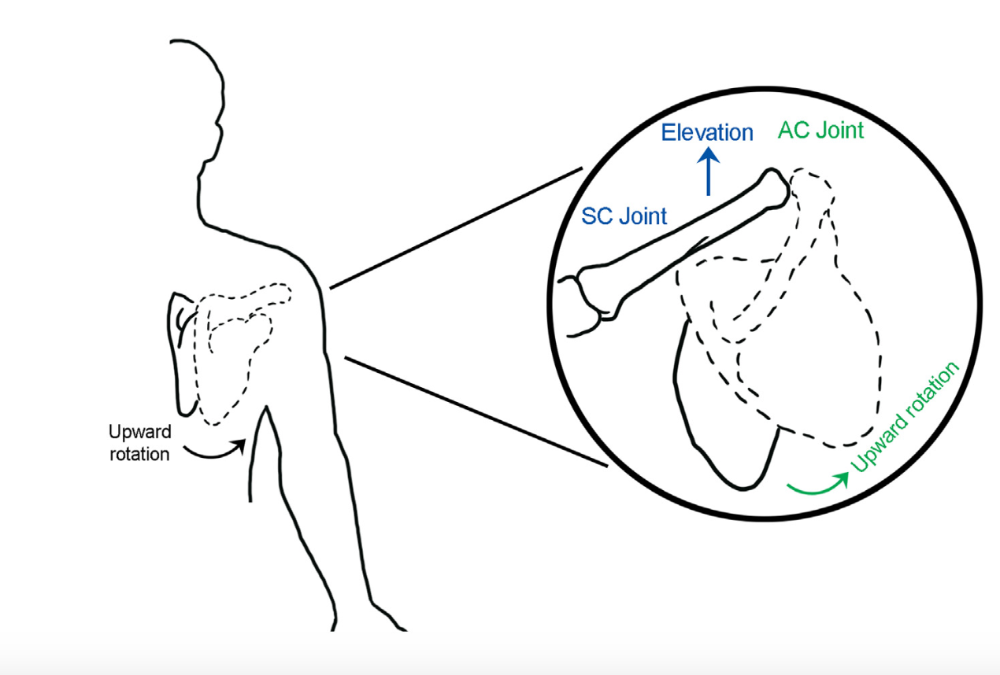 Elevation
AC Joint
SC Joint
Upward
rotation
Upward rotation